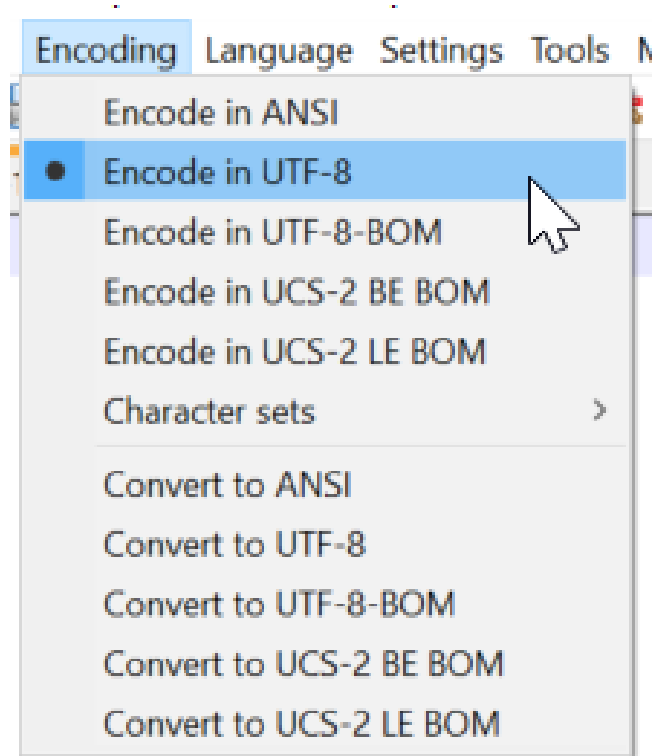 Encoding Language Settings Tools
Encode in ANSI
Encode in UTF-8
Encode in UTF-8-BOM
Encode in UCS-2 BE BOM
Encode in UCS-2 LE BOM
Character sets
Convert to ANSI
Convert to UTF-8
Convert to UTF-8-BOM
Convert to UCS-2 BE BOM
Convert to UCS-2 LE BOM